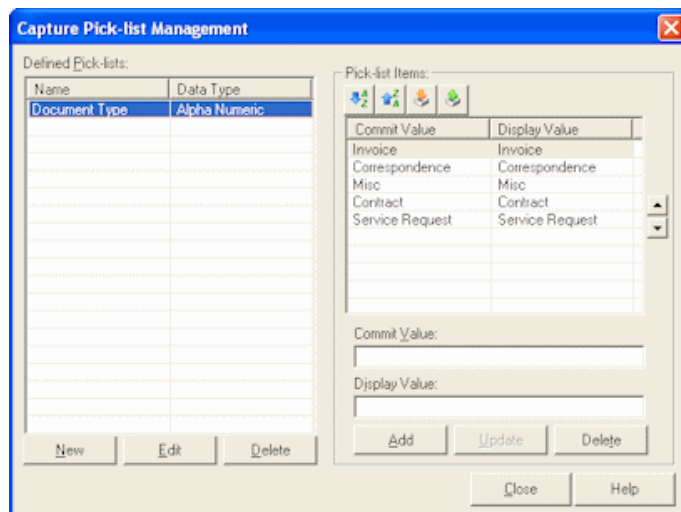 Capture Pick-list Management
Defined Pick-lists:
Name Data Type
Document Type Alpha Numeric
New Edit Delete
Pick-list Items:
Commit Value Display Value
Invoice Invoice
Correspondence Correspondence
Misc Misc
Contract Contract
Service Request Service Request
Commit Value:
Display Value:
Add Update Delete
Close Help